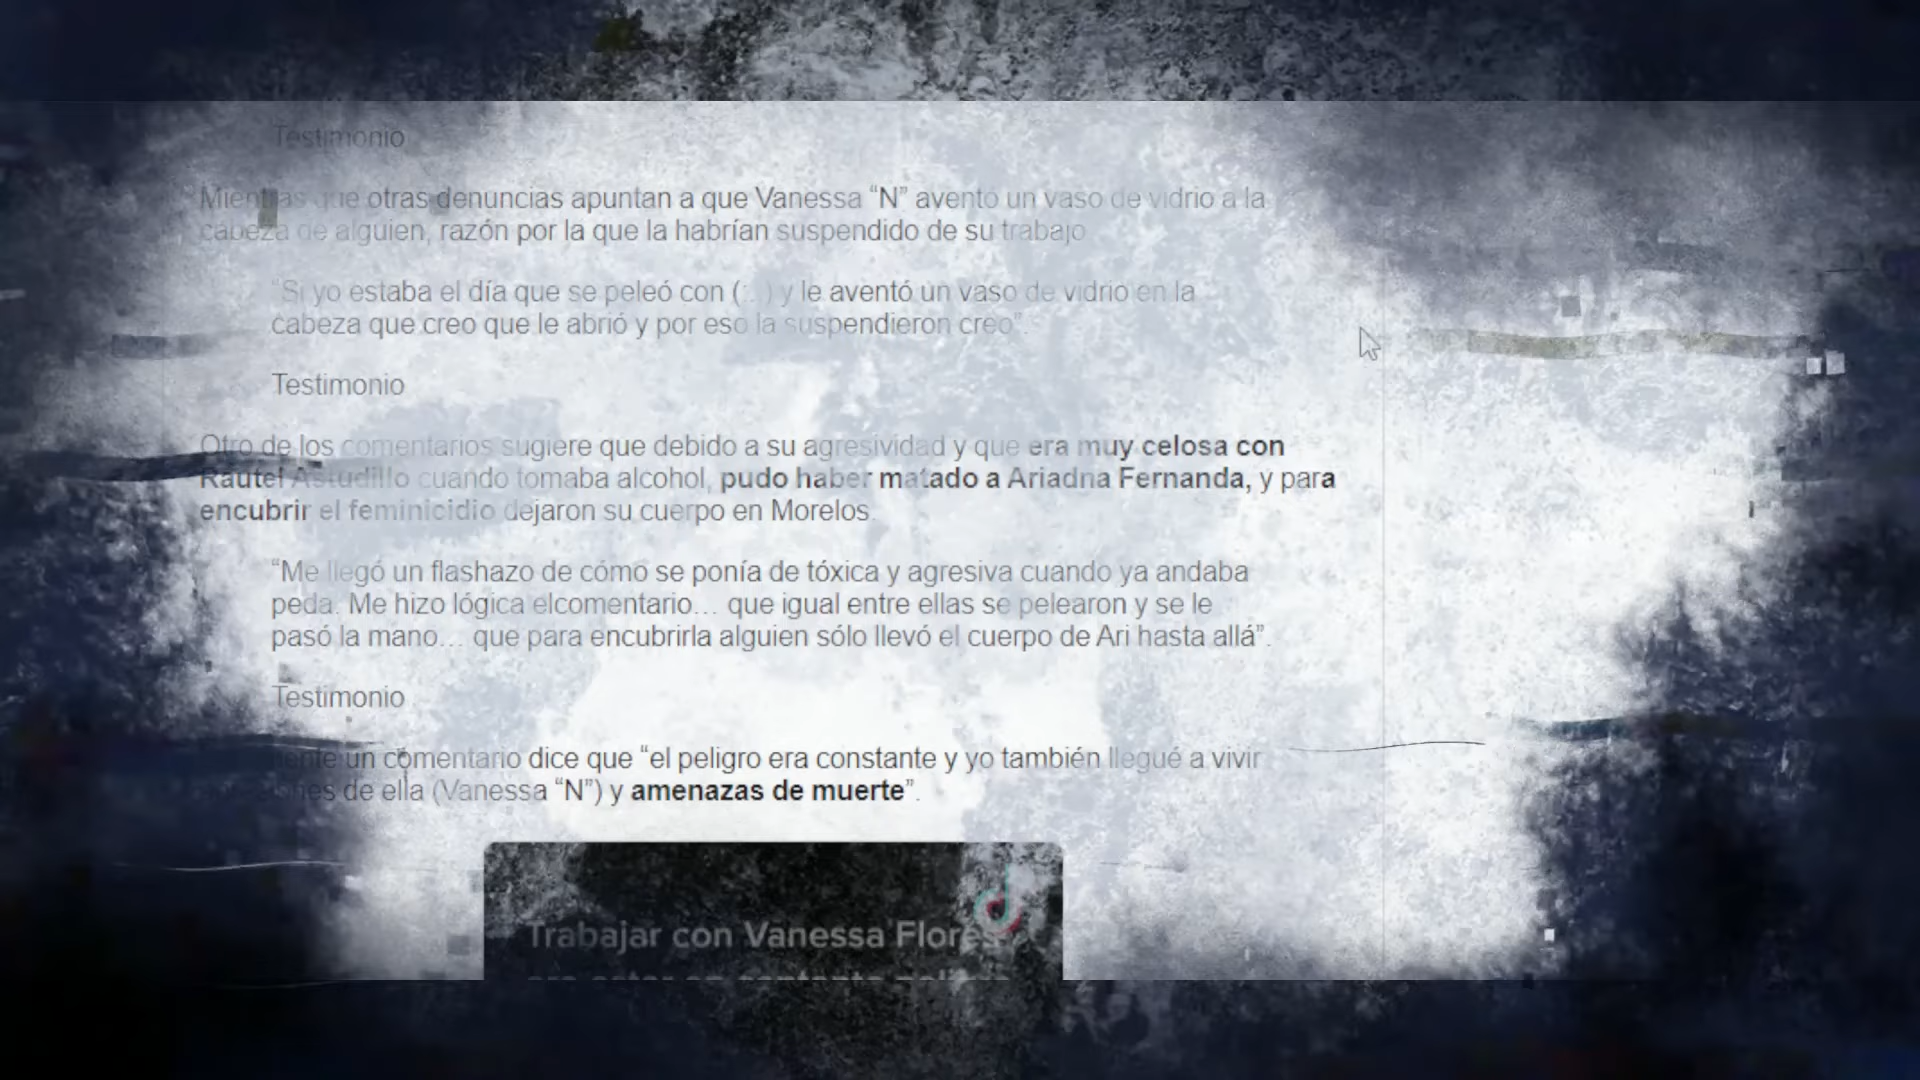 Testimonio
Mientras que otras denuncias apuntan a que Vanessa “N” aventó un vaso de vidrio a la
cabeza de alguien, razón por la que la habrían suspendido de su trabajo
“Si yo estaba el día que se peleó con (...) y le aventó un vaso de vidrio en la
cabeza que creo que le abrió y por eso la suspendieron creo”.
Testimonio
Otro de los comentarios sugiere que debido a su agresividad y que era muy celosa con
Rautel Astudillo cuando tomaba alcohol, pudo haber matado a Ariadna Fernanda, y para
encubrir el feminicidio dejaron su cuerpo en Morelos.
“Me llegó un flashazo de cómo se ponía de tóxica y agresiva cuando ya andaba
peda. Me hizo lógica elcomentario... que igual entre ellas se pelearon y se le
pasó la mano... que para encubrirla alguien sólo llevó el cuerpo de Ari hasta allá”.
Testimonio
un comentario dice que “el peligro era constante y yo también llegué a vivir
de ella (Vanessa “N”) y amenazas de muerte”.
Trabajar con Vanessa Flores